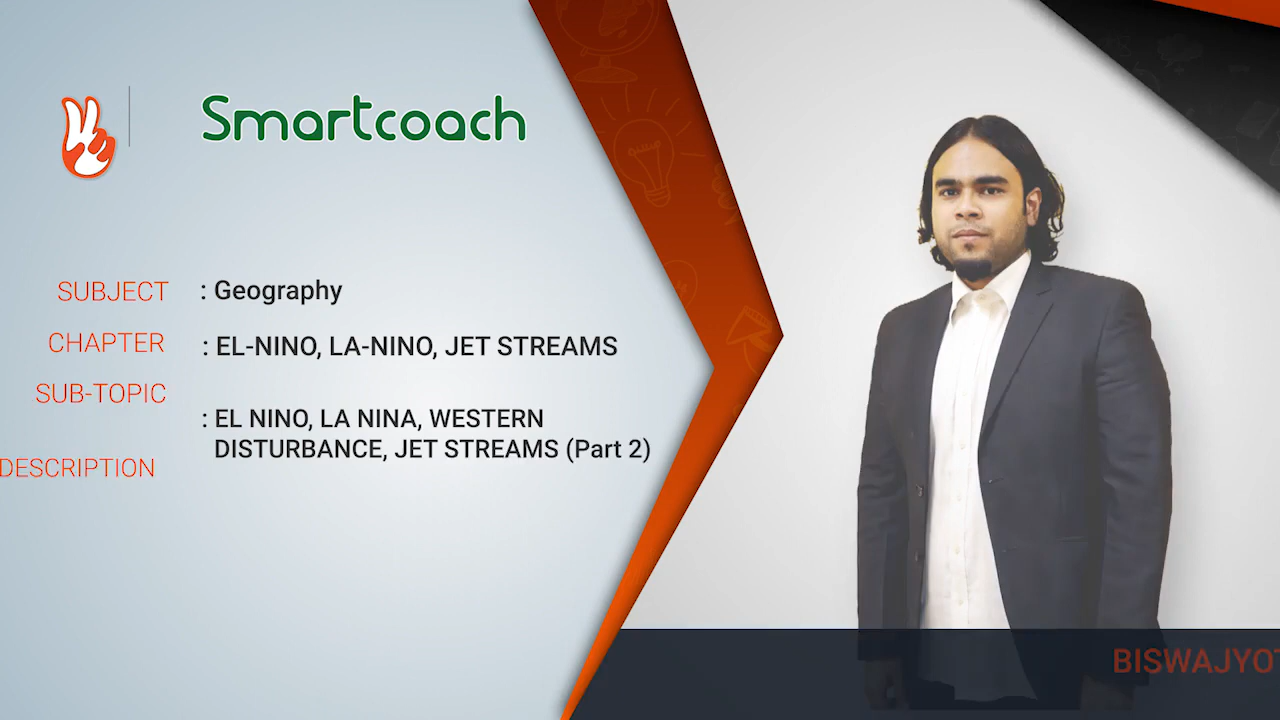 Smartcoach
SUBJECT : Geography
CHAPTER : EL-NINO, LA-NINO, JET STREAMS
SUB-TOPIC
: EL NINO, LA NINA, WESTERN
DISTURBANCE, JET STREAMS (Part 2)
DESCRIPTION